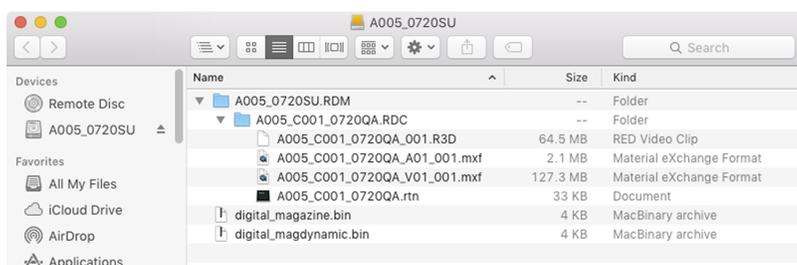 A005_0720SU
Search
Devices
Remote Disc
A005_0720SU
Favorites
All My Files
iCloud Drive
AirDrop
Applications
Name Size Kind
A005_0720SU.RDM -- Folder
A005_C001_0720QA.RDC -- Folder
A005_C001_0720QA_001.R3D 64.5 MB RED Video Clip
A005_C001_0720QA_A01_001.mxf 2.1 MB Material eXchange Format
A005_C001_0720QA_V01_001.mxf 127.3 MB Material eXchange Format
A005_C001_0720QA.rtn 33 KB Document
digital_magazine.bin 4 KB MacBinary archive
digital_magdynamic.bin 4 KB MacBinary archive